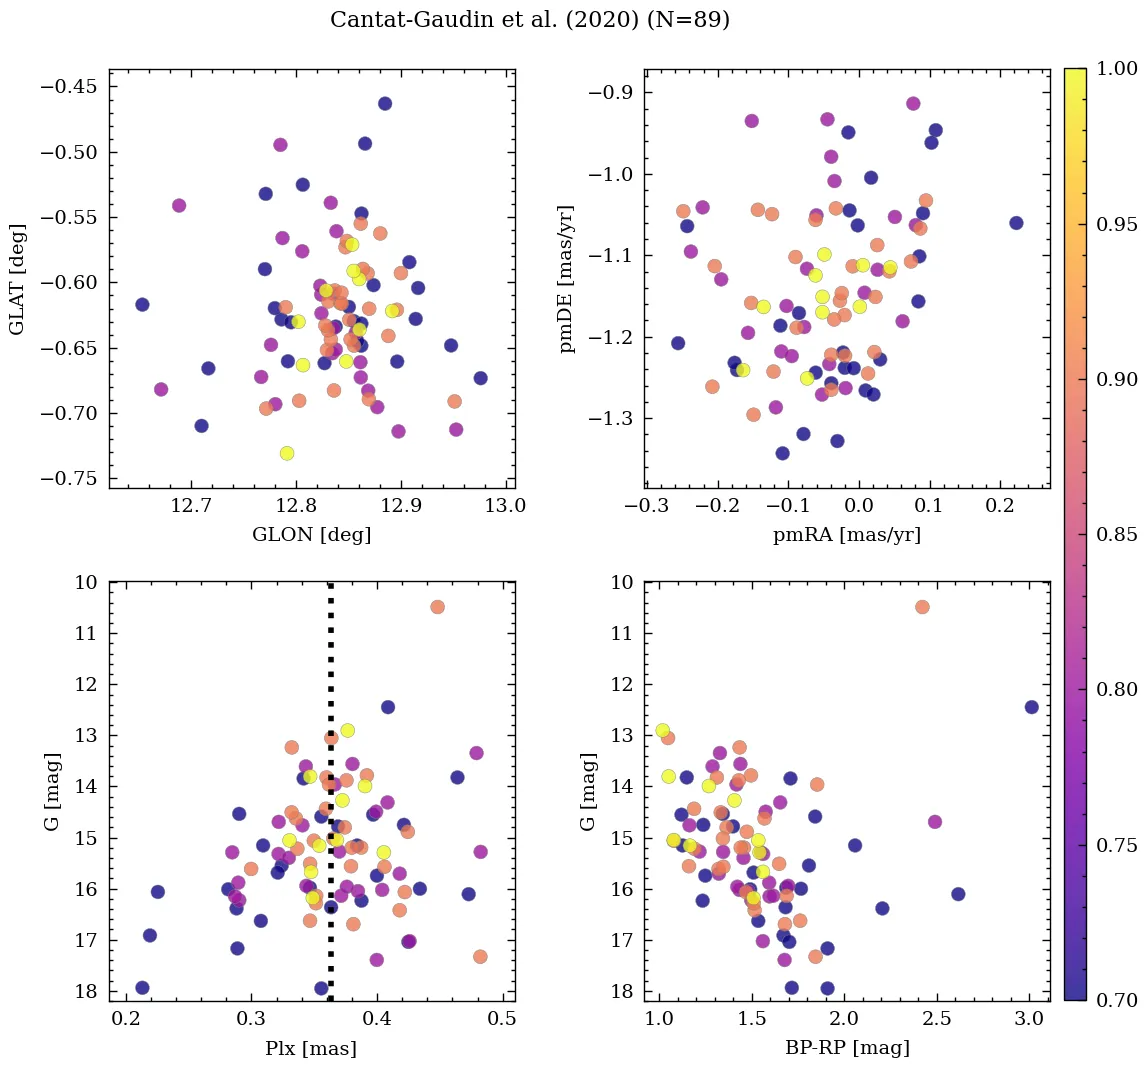 Cantat-Gaudin et al. (2020) (N=89)
−0.45
−0.50
−0.55
−0.60
−0.65
−0.70
−0.75
GLAT [deg]
12.7 12.8 12.9 13.0
GLON [deg]
−0.9
−1.0
−1.1
−1.2
−1.3
pmDE [mas/yr]
−0.3 −0.2 −0.1 0.0 0.1 0.2
pmRA [mas/yr]
10
11
12
13
14
15
16
17
18
G [mag]
0.2 0.3 0.4 0.5
Plx [mas]
10
11
12
13
14
15
16
17
18
G [mag]
1.0 1.5 2.0 2.5 3.0
BP-RP [mag]
1.00
0.95
0.90
0.85
0.80
0.75
0.70